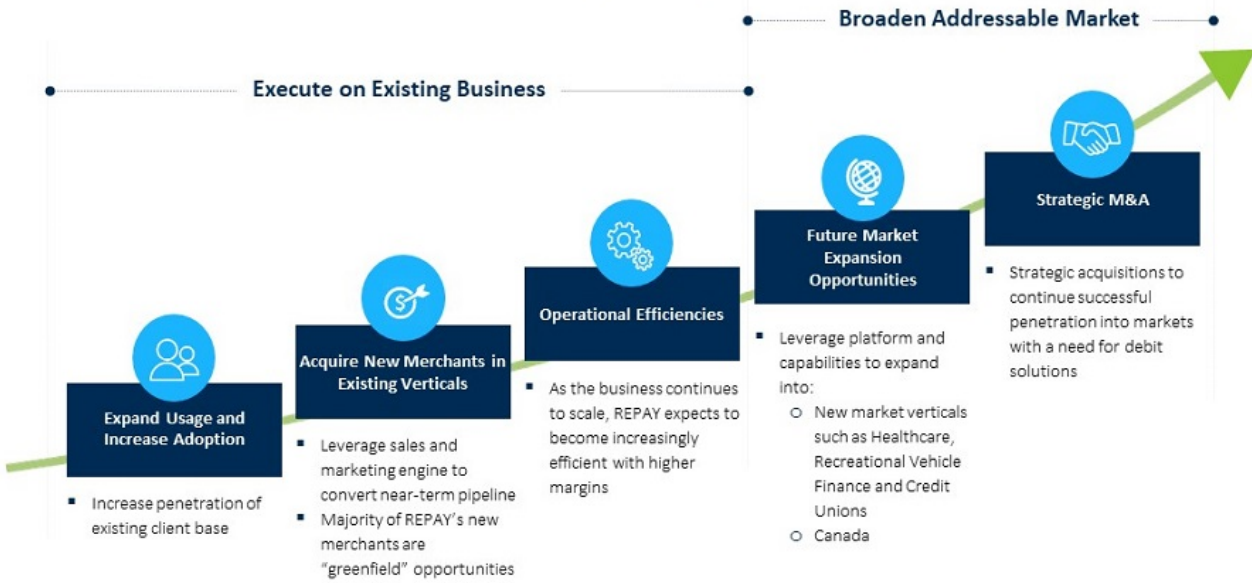 Broaden Addressable Market
Execute on Existing Business
Expand Usage and
Increase Adoption
▪ Increase penetration of
existing client base
Acquire New Merchants in
Existing Verticals
▪ Leverage sales and
marketing engine to
convert near-term pipeline
▪ Majority of REPAY's new
merchants are
"greenfield" opportunities
Operational Efficiencies
▪ As the business continues
to scale, REPAY expects to
become increasingly
efficient with higher
margins
Future Market
Expansion
Opportunities
▪ Leverage platform and
capabilities to expand
into:
o New market verticals
such as Healthcare,
Recreational Vehicle
Finance and Credit
Unions
o Canada
Strategic M&A
▪ Strategic acquisitions to
continue successful
penetration into markets
with a need for debit
solutions